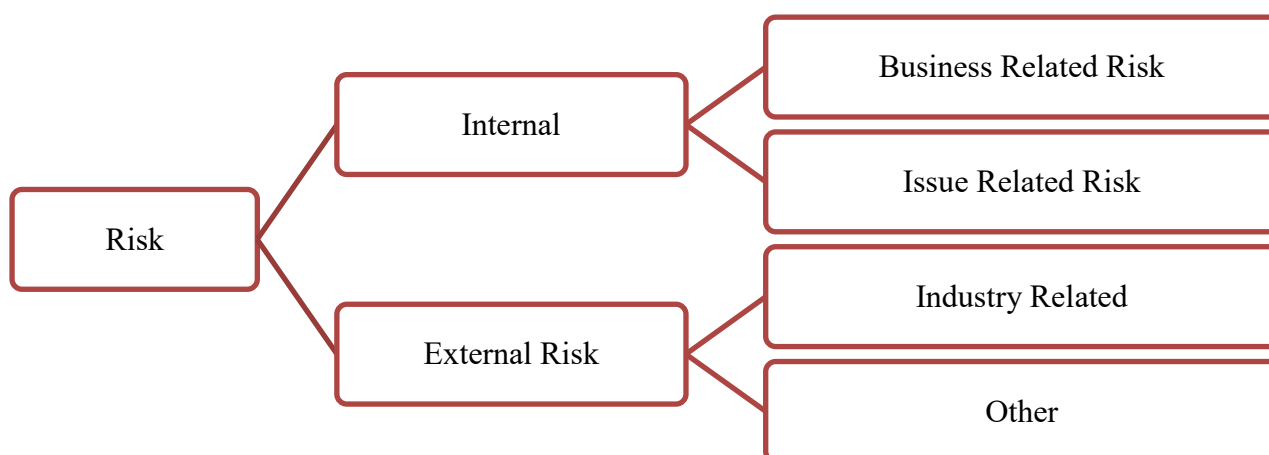 Risk
Internal
Business Related Risk
Issue Related Risk
External Risk
Industry Related
Other